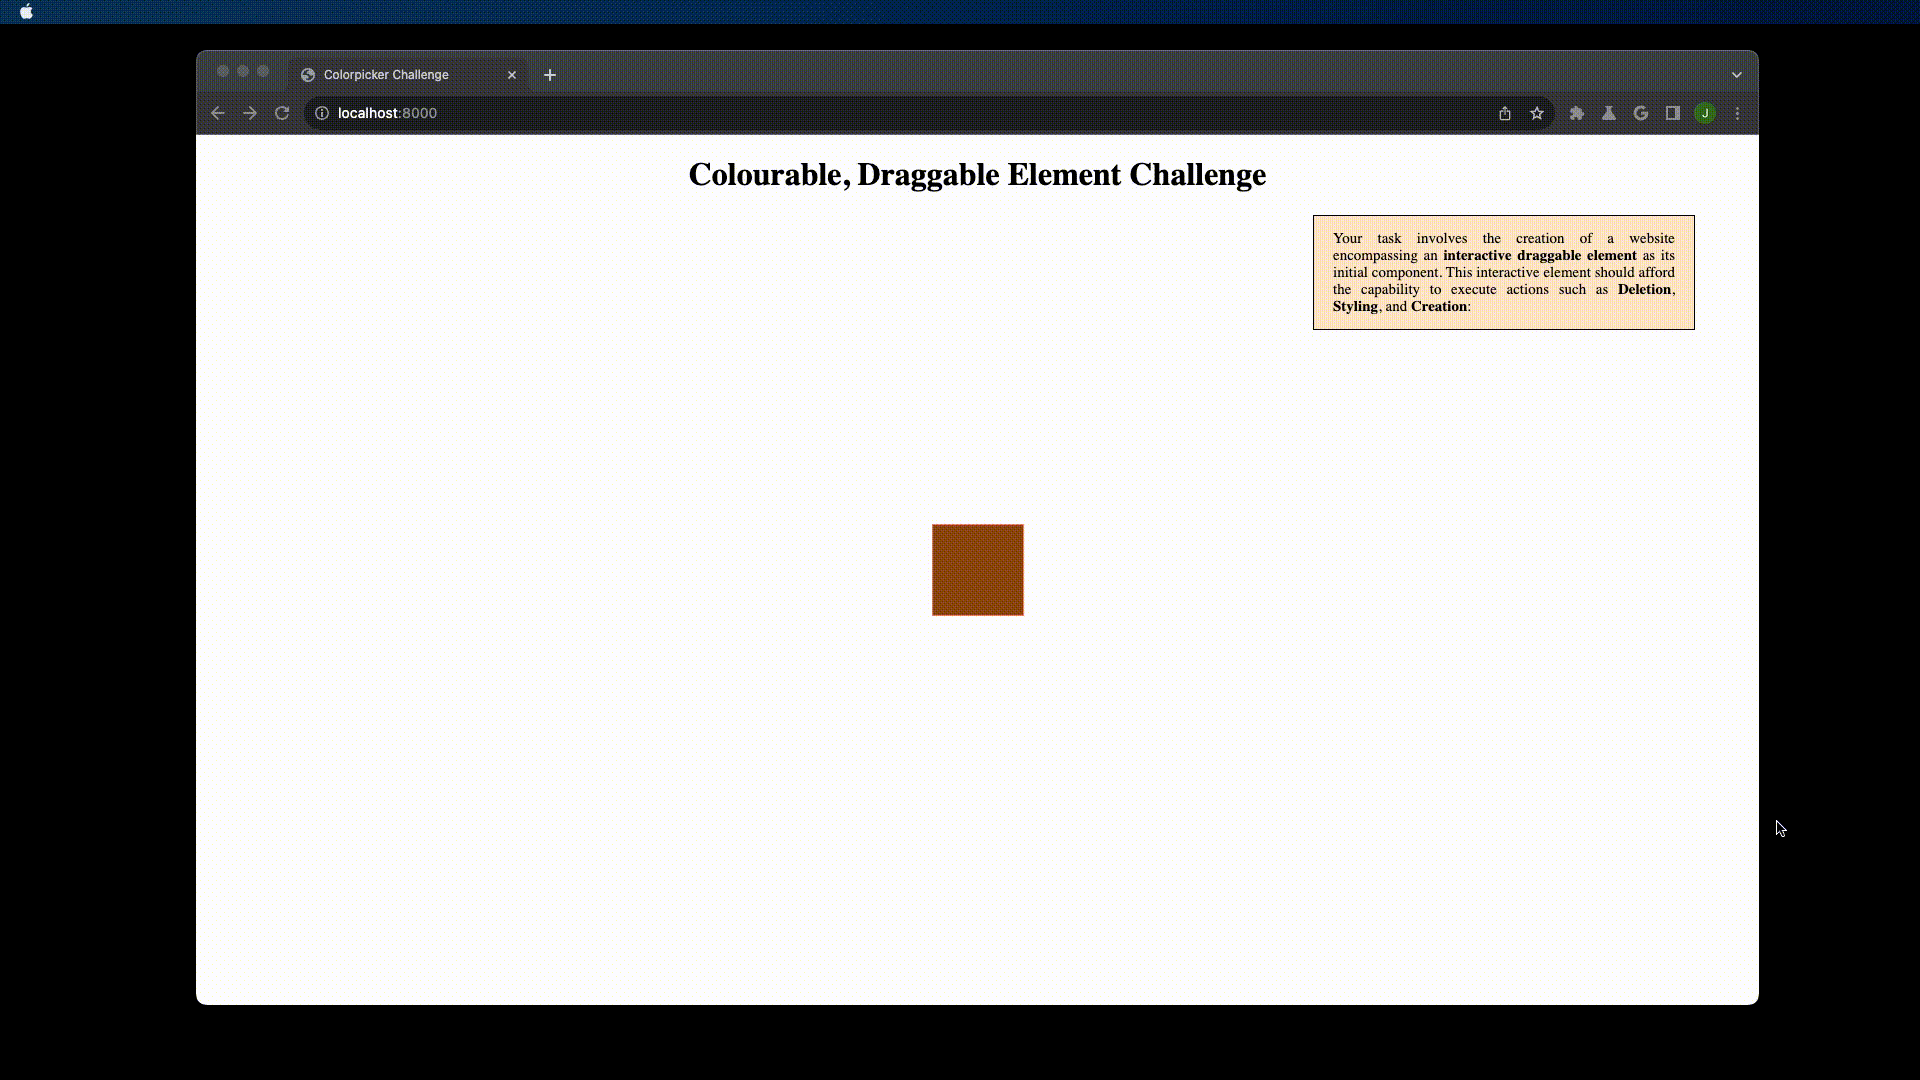 Colorpicker Challenge
localhost:8000
J
Colourable, Draggable Element Challenge
Your task involves the creation of a website
encompassing an interactive draggable element as its
initial component. This interactive element should afford
the capability to execute actions such as Deletion,
Styling, and Creation: